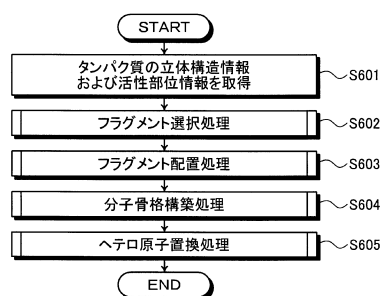 START
タンパク質の立体構造情報
および活性部位情報を取得
S601
フラグメント選択処理
S602
フラグメント配置処理
S603
分子骨格構築処理
S604
ヘテロ原子置換処理
S605
END